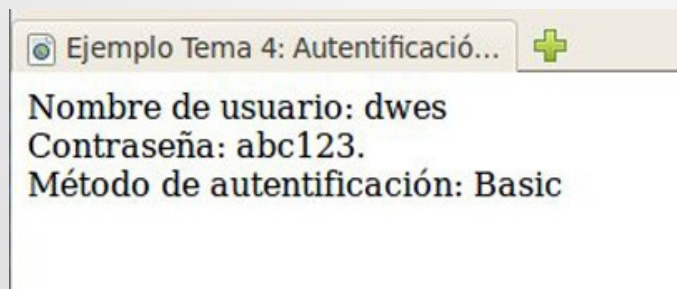 Ejemplo Tema 4: Autentificació...
Nombre de usuario: dwes
Contraseña: abc123.
Método de autentificación: Basic